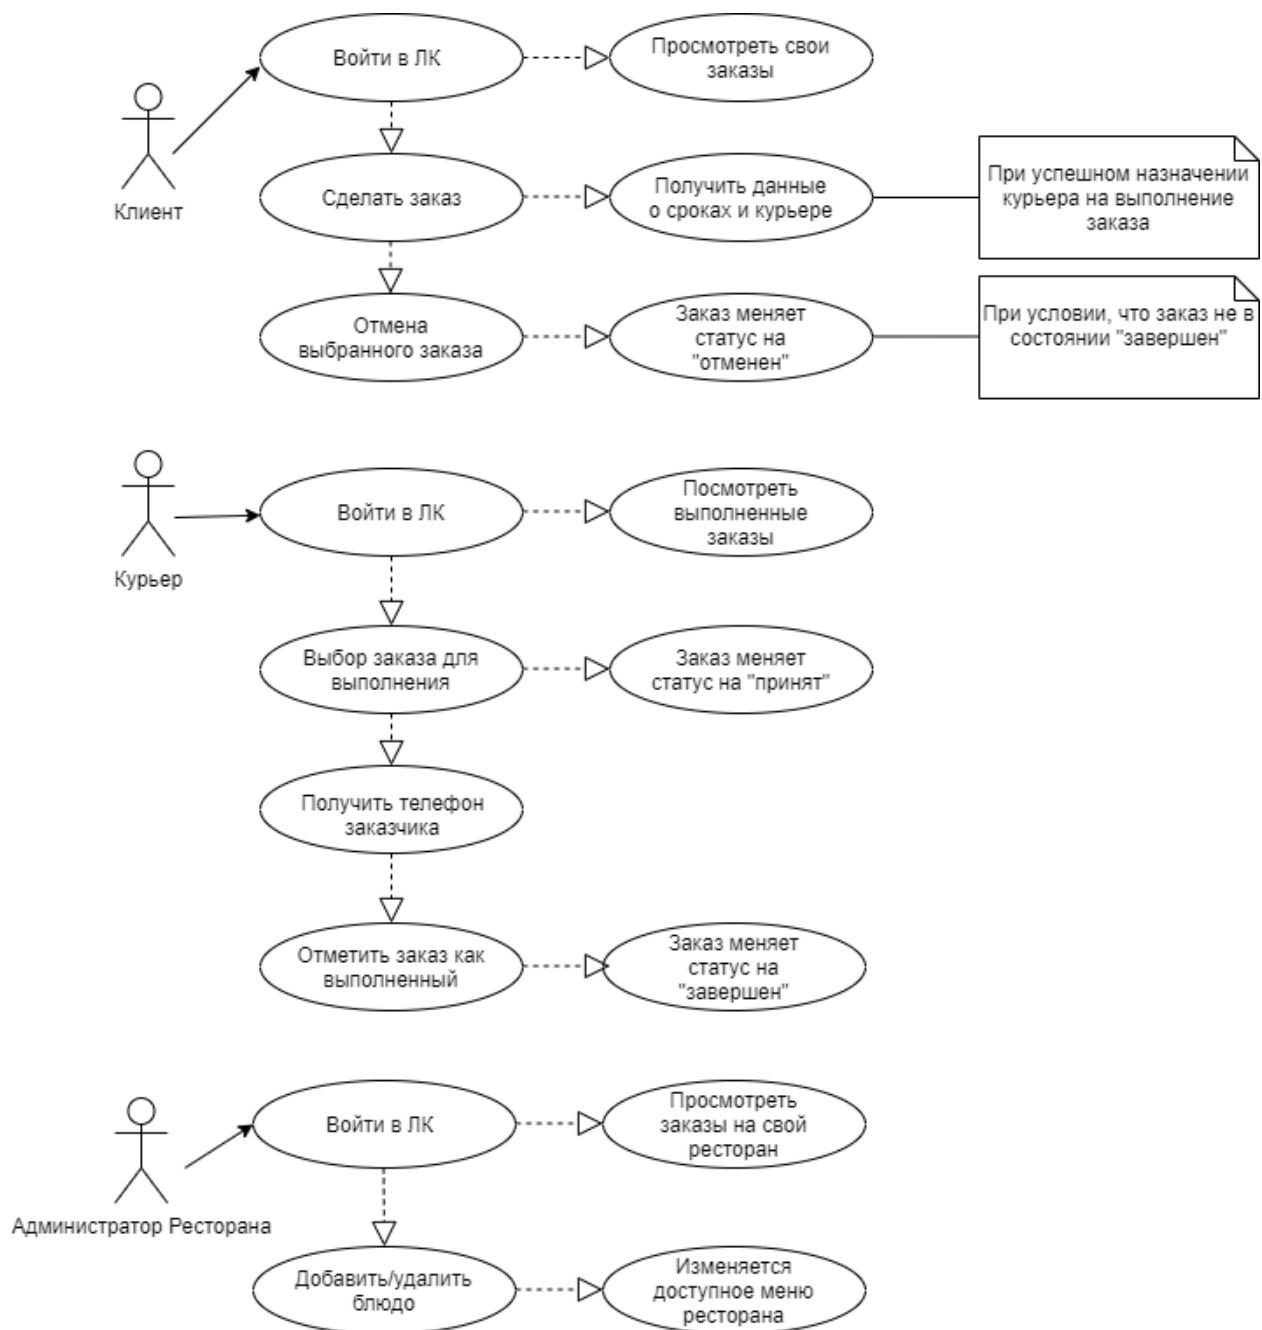 Войти в ЛК
Просмотреть свои
заказы
Клиент
Сделать заказ
Получить данные
о сроках и курьере
При успешном назначении
курьера на выполнение
заказа
Отмена
выбранного заказа
Заказ меняет
статус на
"отменен"
При условии, что заказ не в
состоянии "завершен"
Курьер
Войти в ЛК
Посмотреть
выполненные
заказы
Выбор заказа для
выполнения
Заказ меняет
статус на "принят"
Получить телефон
заказчика
Отметить заказ как
выполненный
Заказ меняет
статус на
"завершен"
Администратор Ресторана
Войти в ЛК
Просмотреть
заказы на свой
ресторан
Добавить/удалить
блюдо
Изменяется
доступное меню
ресторана